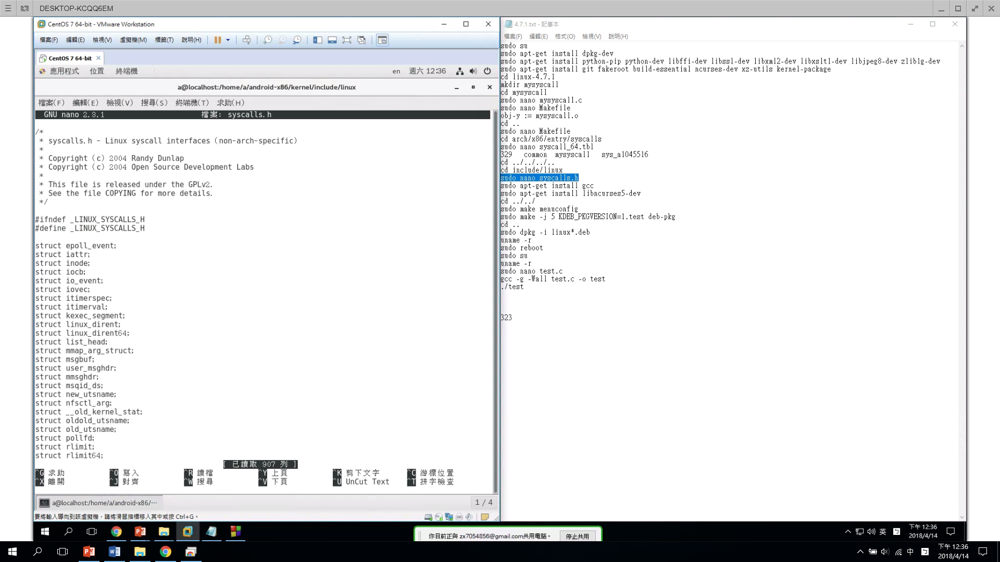 DESKTOP-KCQQ6EM
CentOS 7 64-bit - VMware Workstation
檔案(F) 編輯(E) 檢視(V) 虛擬機(M) 標籤(T) 說明(H)
CentOS 7 64-bit
應用程式 位置 終端機 en 週六 12:36
a@localhost:/home/a/android-x86/kernel/include/linux
檔案(F) 編輯(E) 檢視(V) 搜尋(S) 終端機(T) 求助(H)
GNU nano 2.3.1 檔案: syscalls.h
/*
* syscalls.h - Linux syscall interfaces (non-arch-specific)
*
* Copyright (c) 2004 Randy Dunlap
* Copyright (c) 2004 Open Source Development Labs
*
* This file is released under the GPLv2.
* See the file COPYING for more details.
*/
#ifndef _LINUX_SYSCALLS_H
#define _LINUX_SYSCALLS_H
struct epoll_event;
struct iattr;
struct inode;
struct iocb;
struct io_event;
struct iovec;
struct itimerspec;
struct itimerval;
struct kexec_segment;
struct linux_dirent;
struct linux_dirent64;
struct list_head;
struct mmap_arg_struct;
struct msgbuf;
struct user_msghdr;
struct mmsghdr;
struct msqid_ds;
struct new_utsname;
struct nfsctl_arg;
struct __old_kernel_stat;
struct oldold_utsname;
struct old_utsname;
struct pollfd;
struct rlimit;
struct rlimit64;
[ 已讀取 907 列 ]
^G 求助 ^O 寫入 ^R 讀檔 ^Y 上頁 ^K 剪下文字 ^C 游標位置
^X 離開 ^J 對齊 ^W 搜尋 ^V 下頁 ^U UnCut Text ^T 拼字檢查
a@localhost:/home/a/android-x86/… 1 / 4
要將輸入導向到該虛擬機，請將滑鼠指標移入其中或按 Ctrl+G。
4.7.1.txt - 記事本
檔案(F) 編輯(E) 格式(O) 檢視(V) 說明(H)
sudo su
sudo apt-get install dpkg-dev
sudo apt-get install python-pip python-dev libffi-dev libssl-dev libxml2-dev libxslt1-dev libjpeg8-dev zlib1g-dev
sudo apt-get install git fakeroot build-essential ncurses-dev xz-utils kernel-package
cd linux-4.7.1
mkdir mysyscall
cd mysyscall
sudo nano mysyscall.c
sudo nano Makefile
obj-y := mysyscall.o
cd ..
sudo nano Makefile
cd arch/x86/entry/syscalls
sudo nano syscall_64.tbl
329 common mysyscall sys_a1045516
cd ../../../..
cd include/linux
sudo nano syscalls.h
sudo apt-get install gcc
sudo apt-get install libncurses5-dev
cd ../../
sudo make menuconfig
sudo make -j 5 KDEB_PKGVERSION=1.test deb-pkg
cd ..
sudo dpkg -i linux*.deb
uname -r
sudo reboot
sudo su
uname -r
sudo nano test.c
gcc -g -Wall test.c -o test
./test
323
你目前正與 zx7054856@gmail.com共用電腦。 停止共用
英 下午 12:36
2018/4/14
中 下午 12:36
2018/4/14